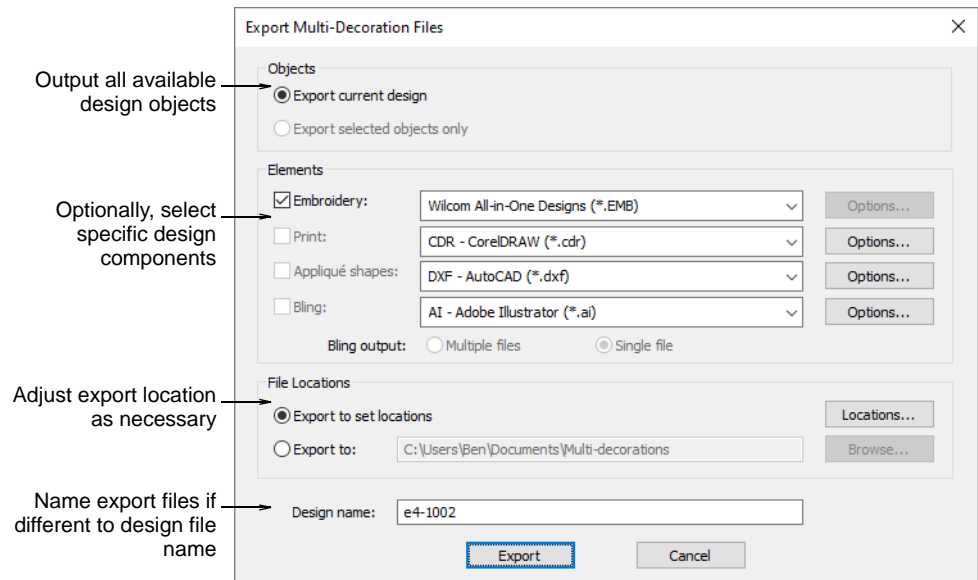 Export Multi-Decoration Files
Output all available
design objects
Objects
Export current design
Export selected objects only
Optionally, select
specific design
components
Elements
Embroidery: Wilcom All-in-One Designs (*.EMB) Options...
Print: CDR - CorelDRAW (*.cdr) Options...
Appliqué shapes: DXF - AutoCAD (*.dxf) Options...
Bling: AI - Adobe Illustrator (*.ai) Options...
Bling output: Multiple files Single file
Adjust export location
as necessary
File Locations
Export to set locations Locations...
Export to: C:\Users\Ben\Documents\Multi-decorations Browse...
Name export files if
different to design file
name
Design name: e4-1002
Export Cancel